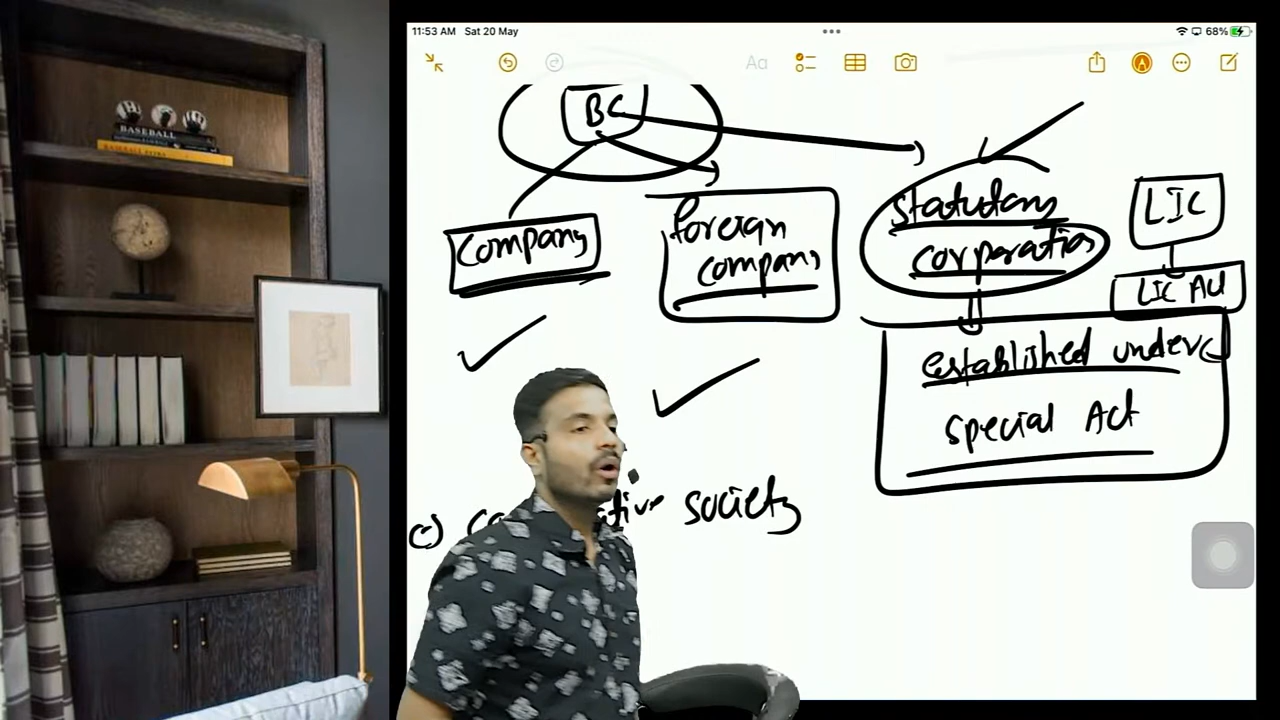 11:53 AM Sat 20 May
68%
Aa
BC
company
foreign
company
statutory
corporation
LIC
LIC Act
established under
special Act
c) society
BASEBALL